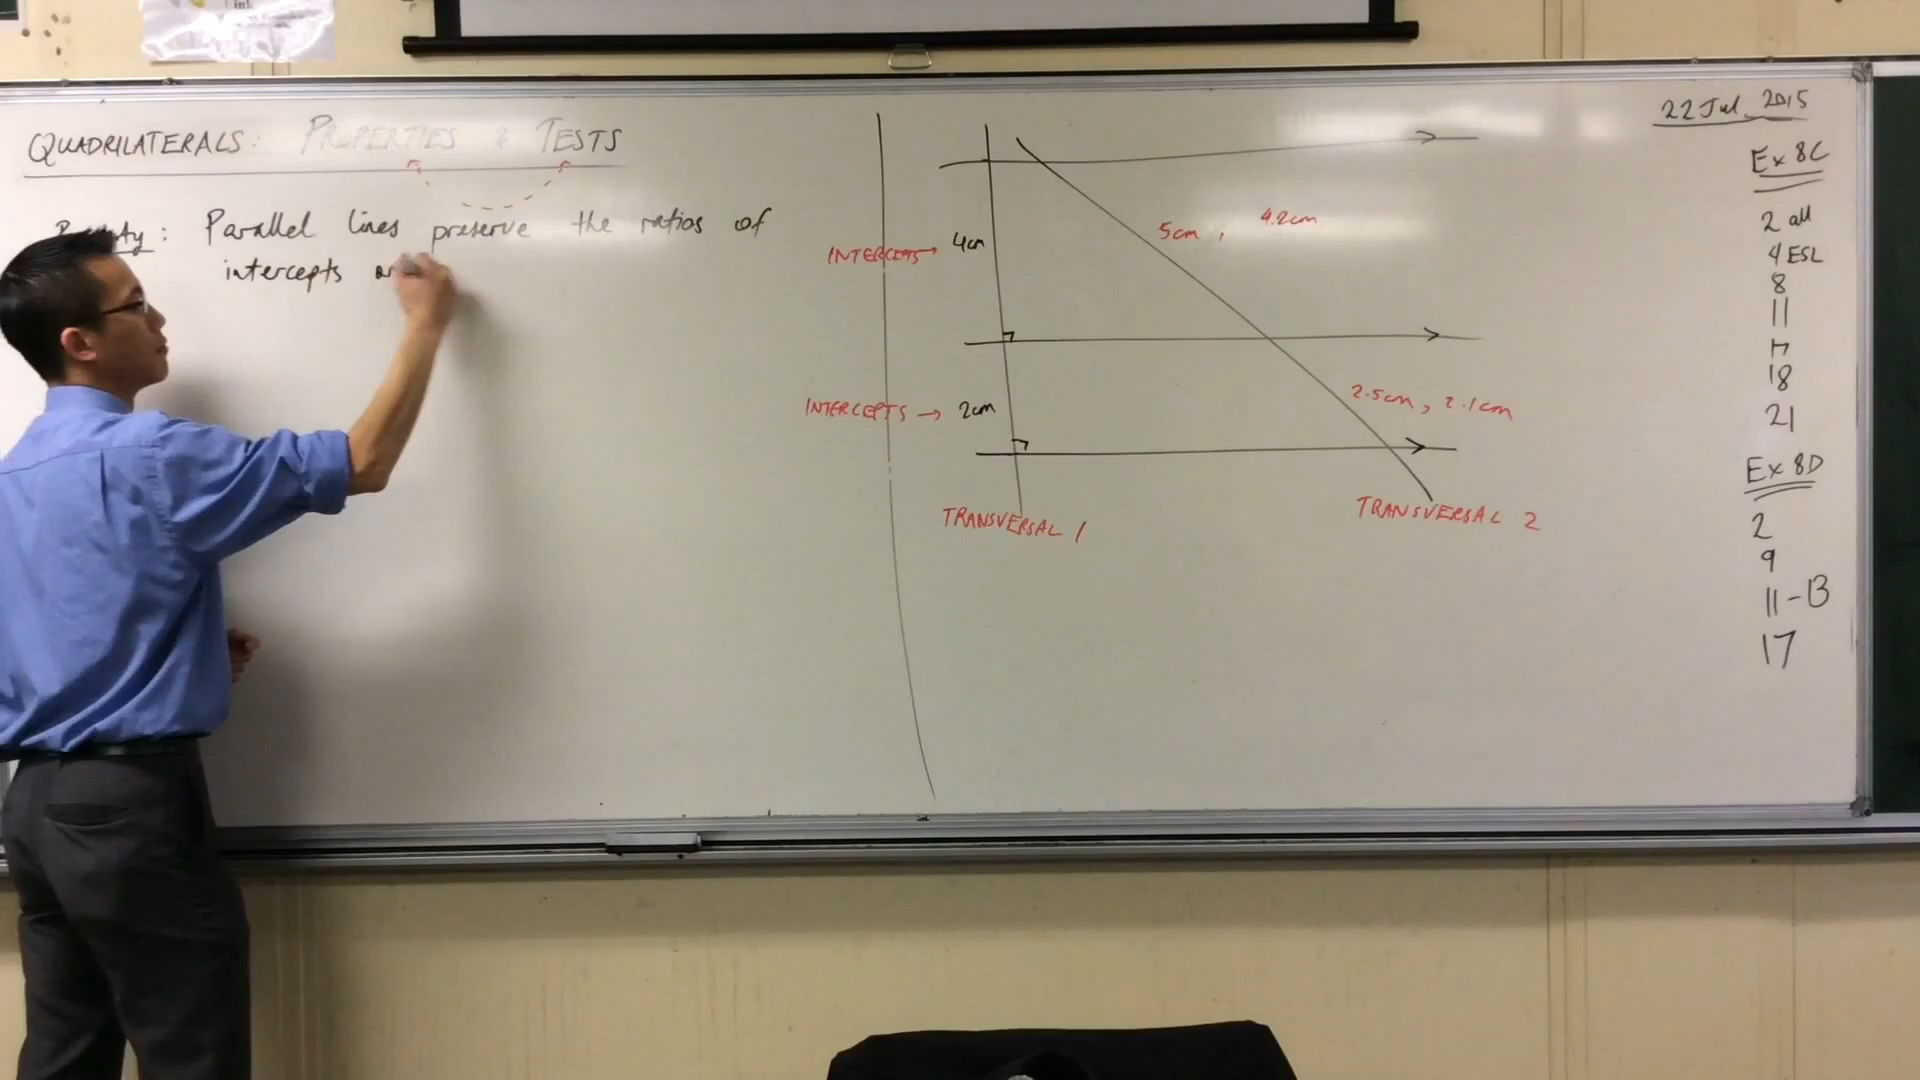 ink
QUADRILATERALS: PROPERTIES & TESTS
Parallel lines preserve the ratios of
intercepts
INTERCEPTS → 4cm
5cm, 4.2cm
INTERCEPTS → 2cm
2.5cm, 2.1cm
TRANSVERSAL 1
TRANSVERSAL 2
22 Jul 2015
Ex 8C
2 all
4 ESL
8
11
17
18
21
Ex 8D
2
9
11-13
17